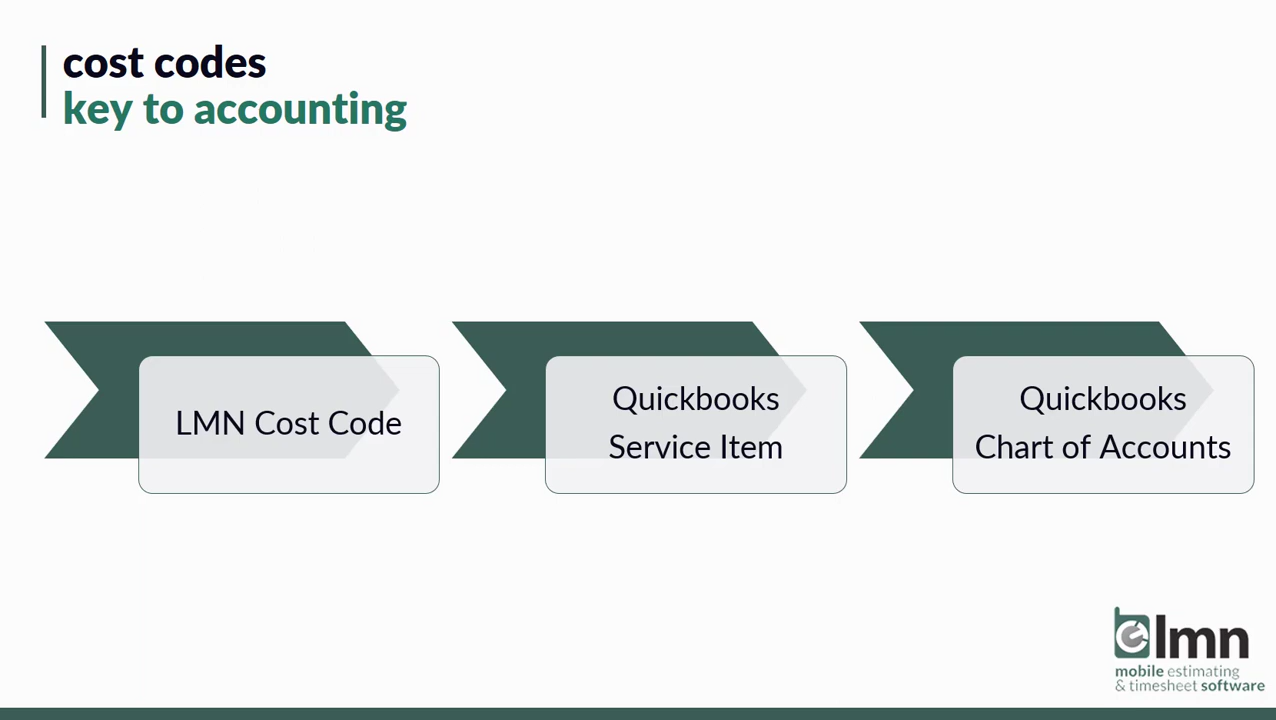 cost codes
key to accounting
LMN Cost Code
Quickbooks
Service Item
Quickbooks
Chart of Accounts
lmn
mobile estimating
& timesheet software